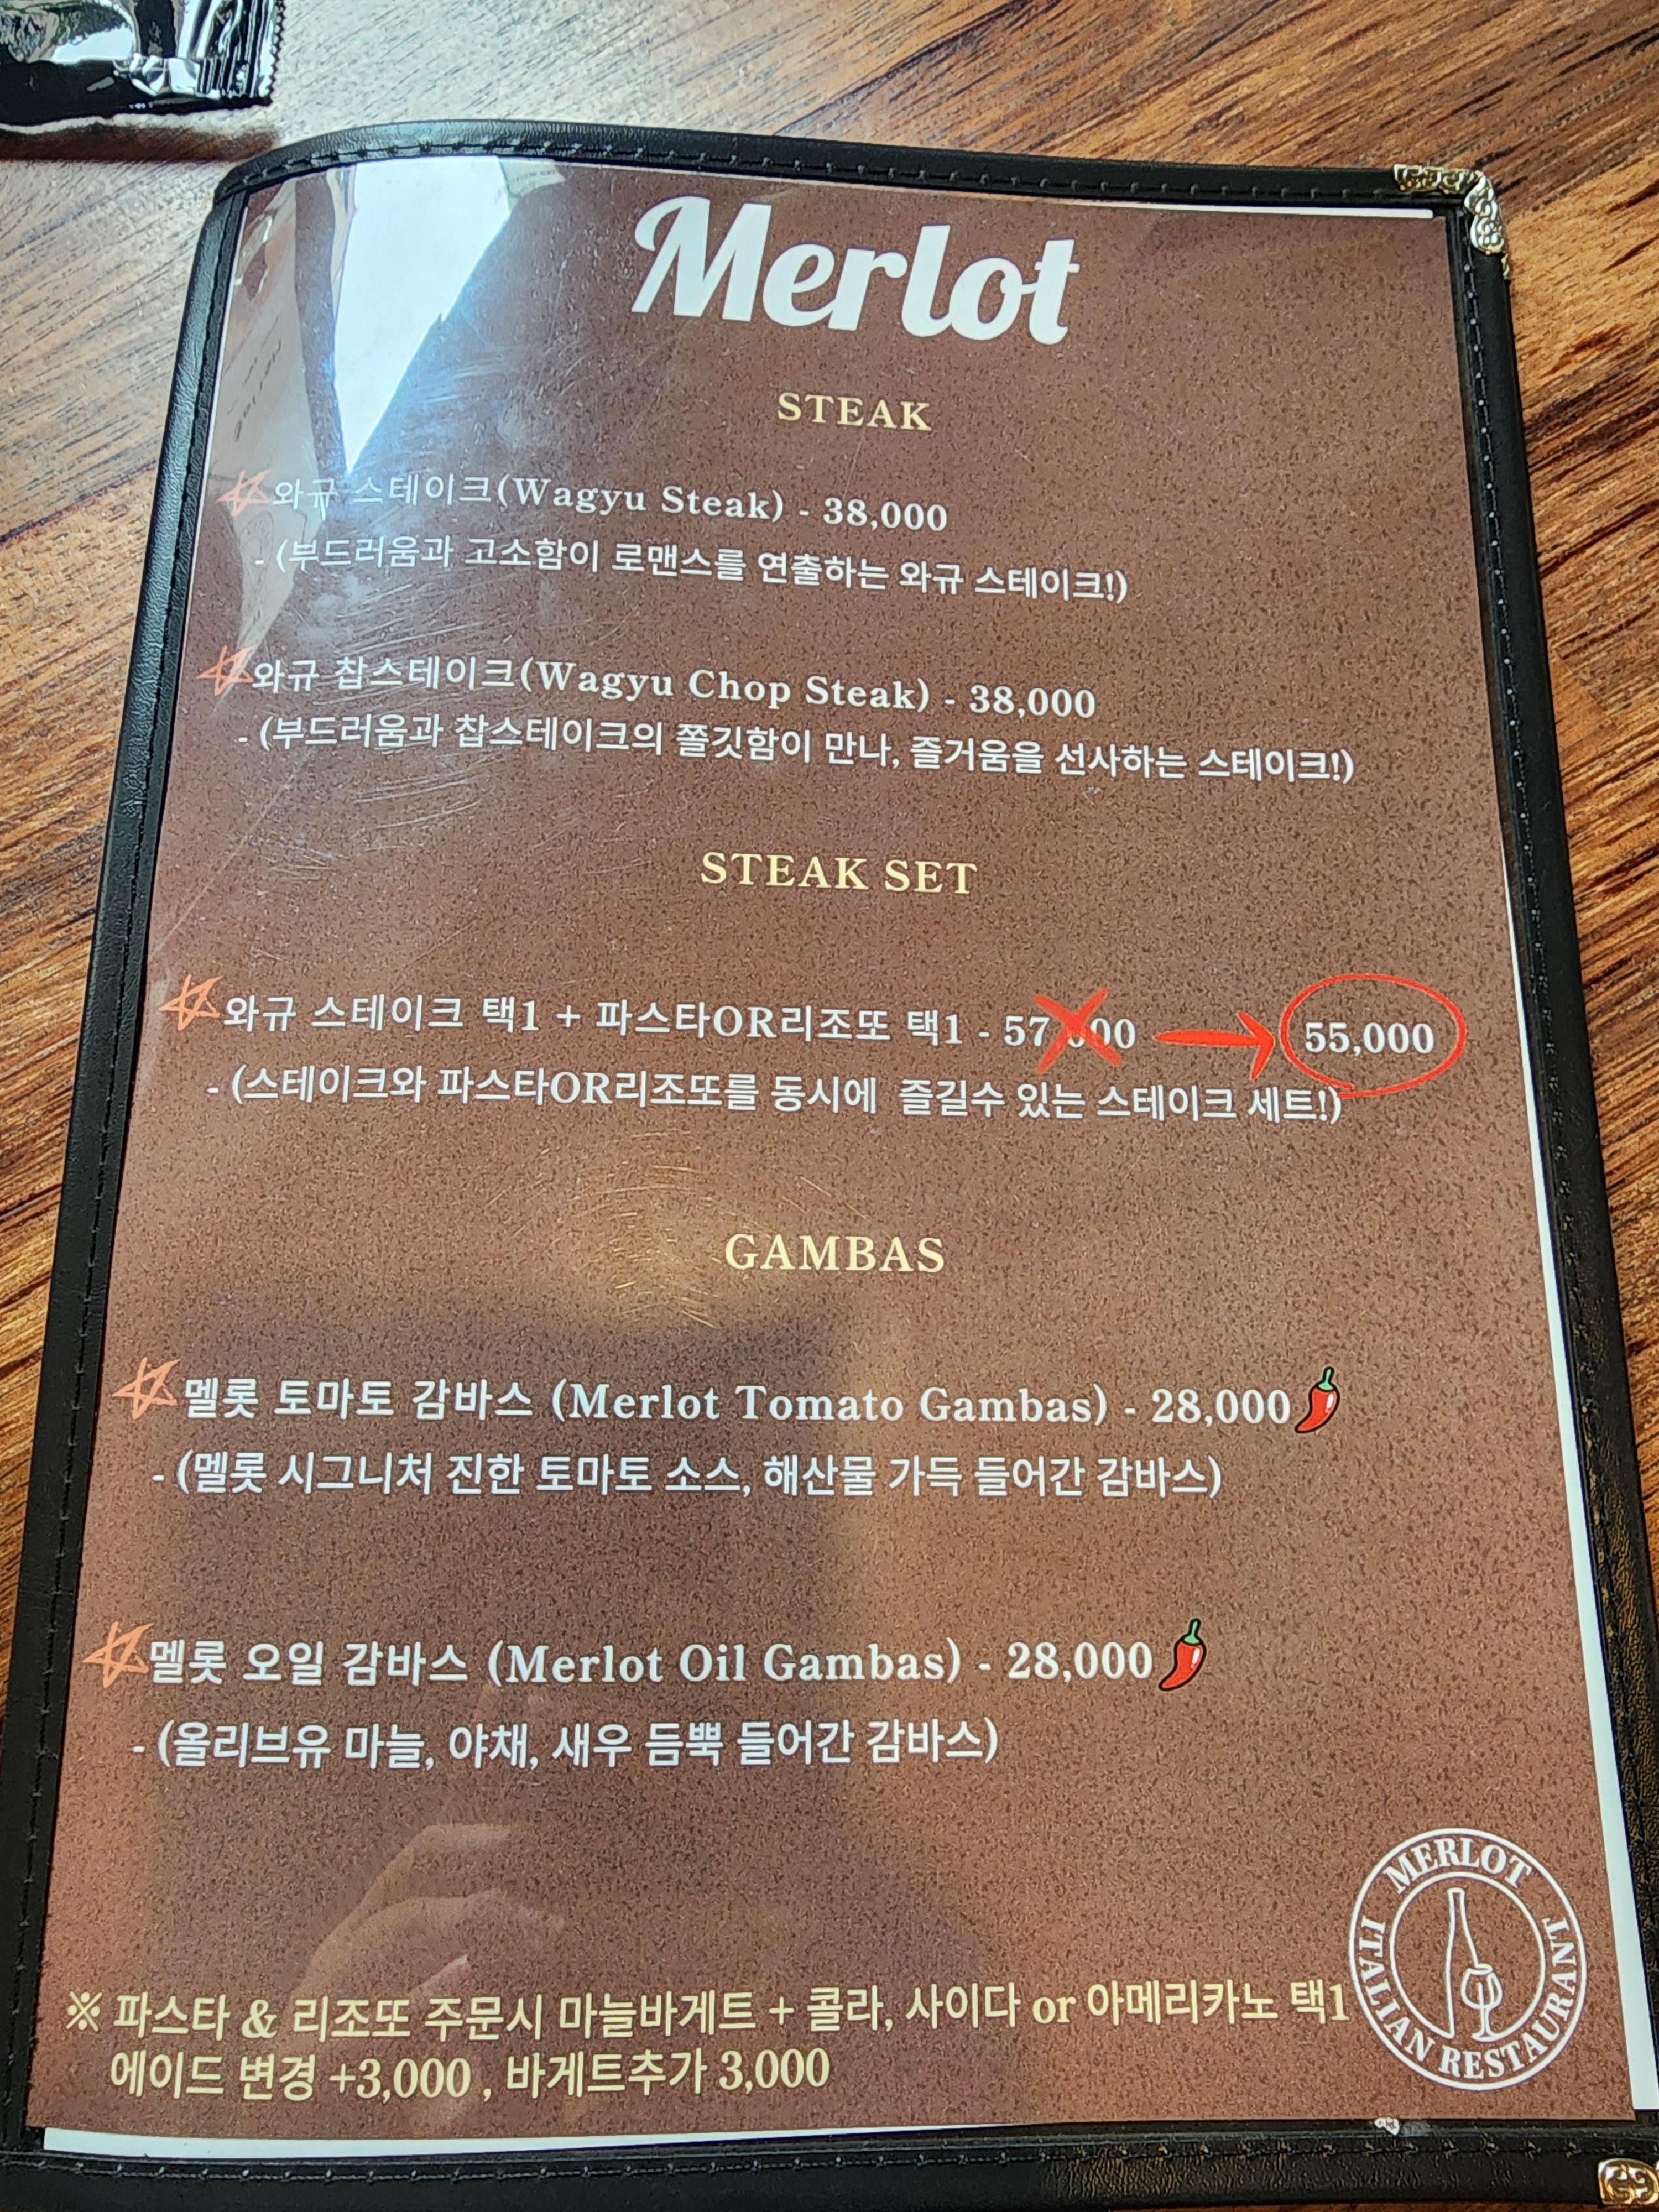 Merlot
STEAK
와규 스테이크(Wagyu Steak) - 38,000
- (부드러움과 고소함이 로맨스를 연출하는 와규 스테이크!)
와규 찹스테이크(Wagyu Chop Steak) - 38,000
- (부드러움과 찹스테이크의 쫄깃함이 만나, 즐거움을 선사하는 스테이크!)
STEAK SET
와규 스테이크 택1 + 파스타OR리조또 택1 - 57,000 → 55,000
- (스테이크와 파스타OR리조또를 동시에 즐길수 있는 스테이크 세트!)
GAMBAS
멜롯 토마토 감바스 (Merlot Tomato Gambas) - 28,000
- (멜롯 시그니처 진한 토마토 소스, 해산물 가득 들어간 감바스)
멜롯 오일 감바스 (Merlot Oil Gambas) - 28,000
- (올리브유 마늘, 야채, 새우 듬뿍 들어간 감바스)
MERLOT
ITALIAN RESTAURANT
※ 파스타 & 리조또 주문시 마늘바게트 + 콜라, 사이다 or 아메리카노 택1
에이드 변경 +3,000 , 바게트추가 3,000